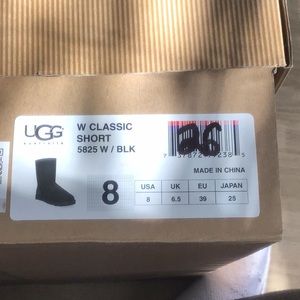 UGG
australia
W CLASSIC
SHORT
5825 W / BLK
26
MADE IN CHINA
8
USA UK EU JAPAN
8 6.5 39 25